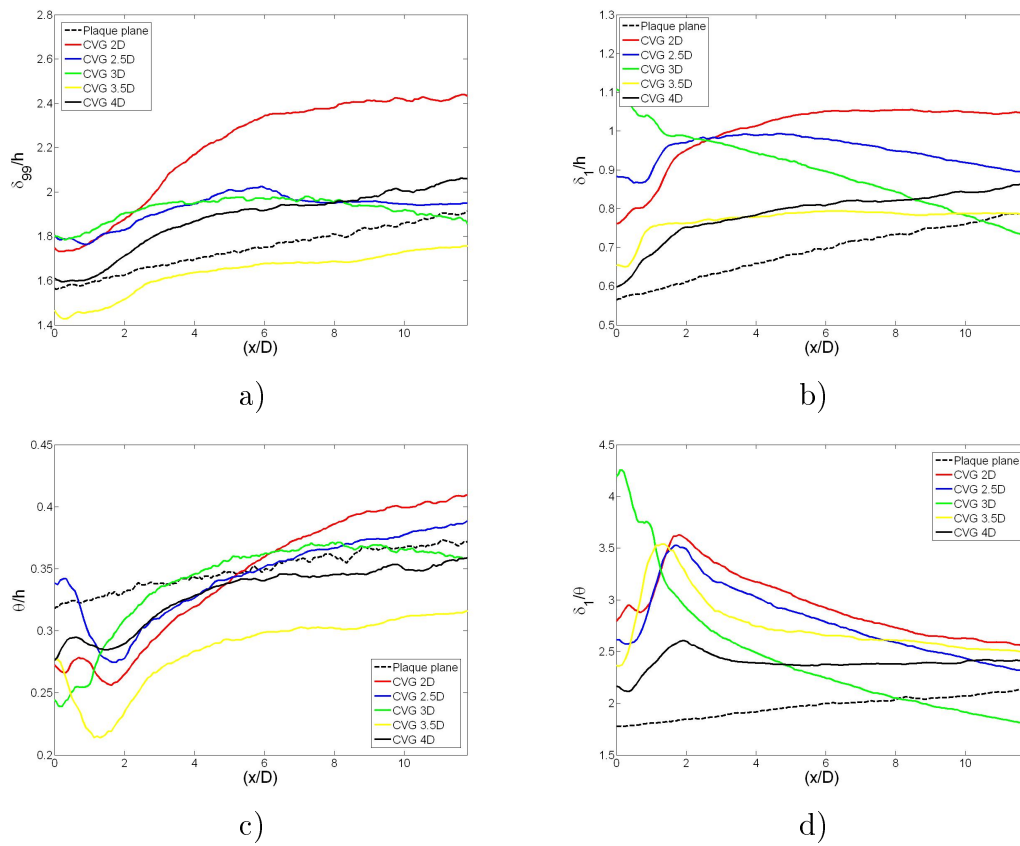 2.8
2.6
2.4
2.2
2
1.8
1.6
1.4
δ99/h
Plaque plane
CVG 2D
CVG 2.5D
CVG 3D
CVG 3.5D
CVG 4D
0 2 4 6 8 10
(x/D)
a)
1.3
1.2
1.1
1
0.9
0.8
0.7
0.6
0.5
δ1/h
Plaque plane
CVG 2D
CVG 2.5D
CVG 3D
CVG 3.5D
CVG 4D
0 2 4 6 8 10
(x/D)
b)
0.45
0.4
0.35
0.3
0.25
0.2
θ/h
Plaque plane
CVG 2D
CVG 2.5D
CVG 3D
CVG 3.5D
CVG 4D
0 2 4 6 8 10
(x/D)
c)
4.5
4
3.5
3
2.5
2
1.5
δ1/θ
Plaque plane
CVG 2D
CVG 2.5D
CVG 3D
CVG 3.5D
CVG 4D
0 2 4 6 8 10
(x/D)
d)